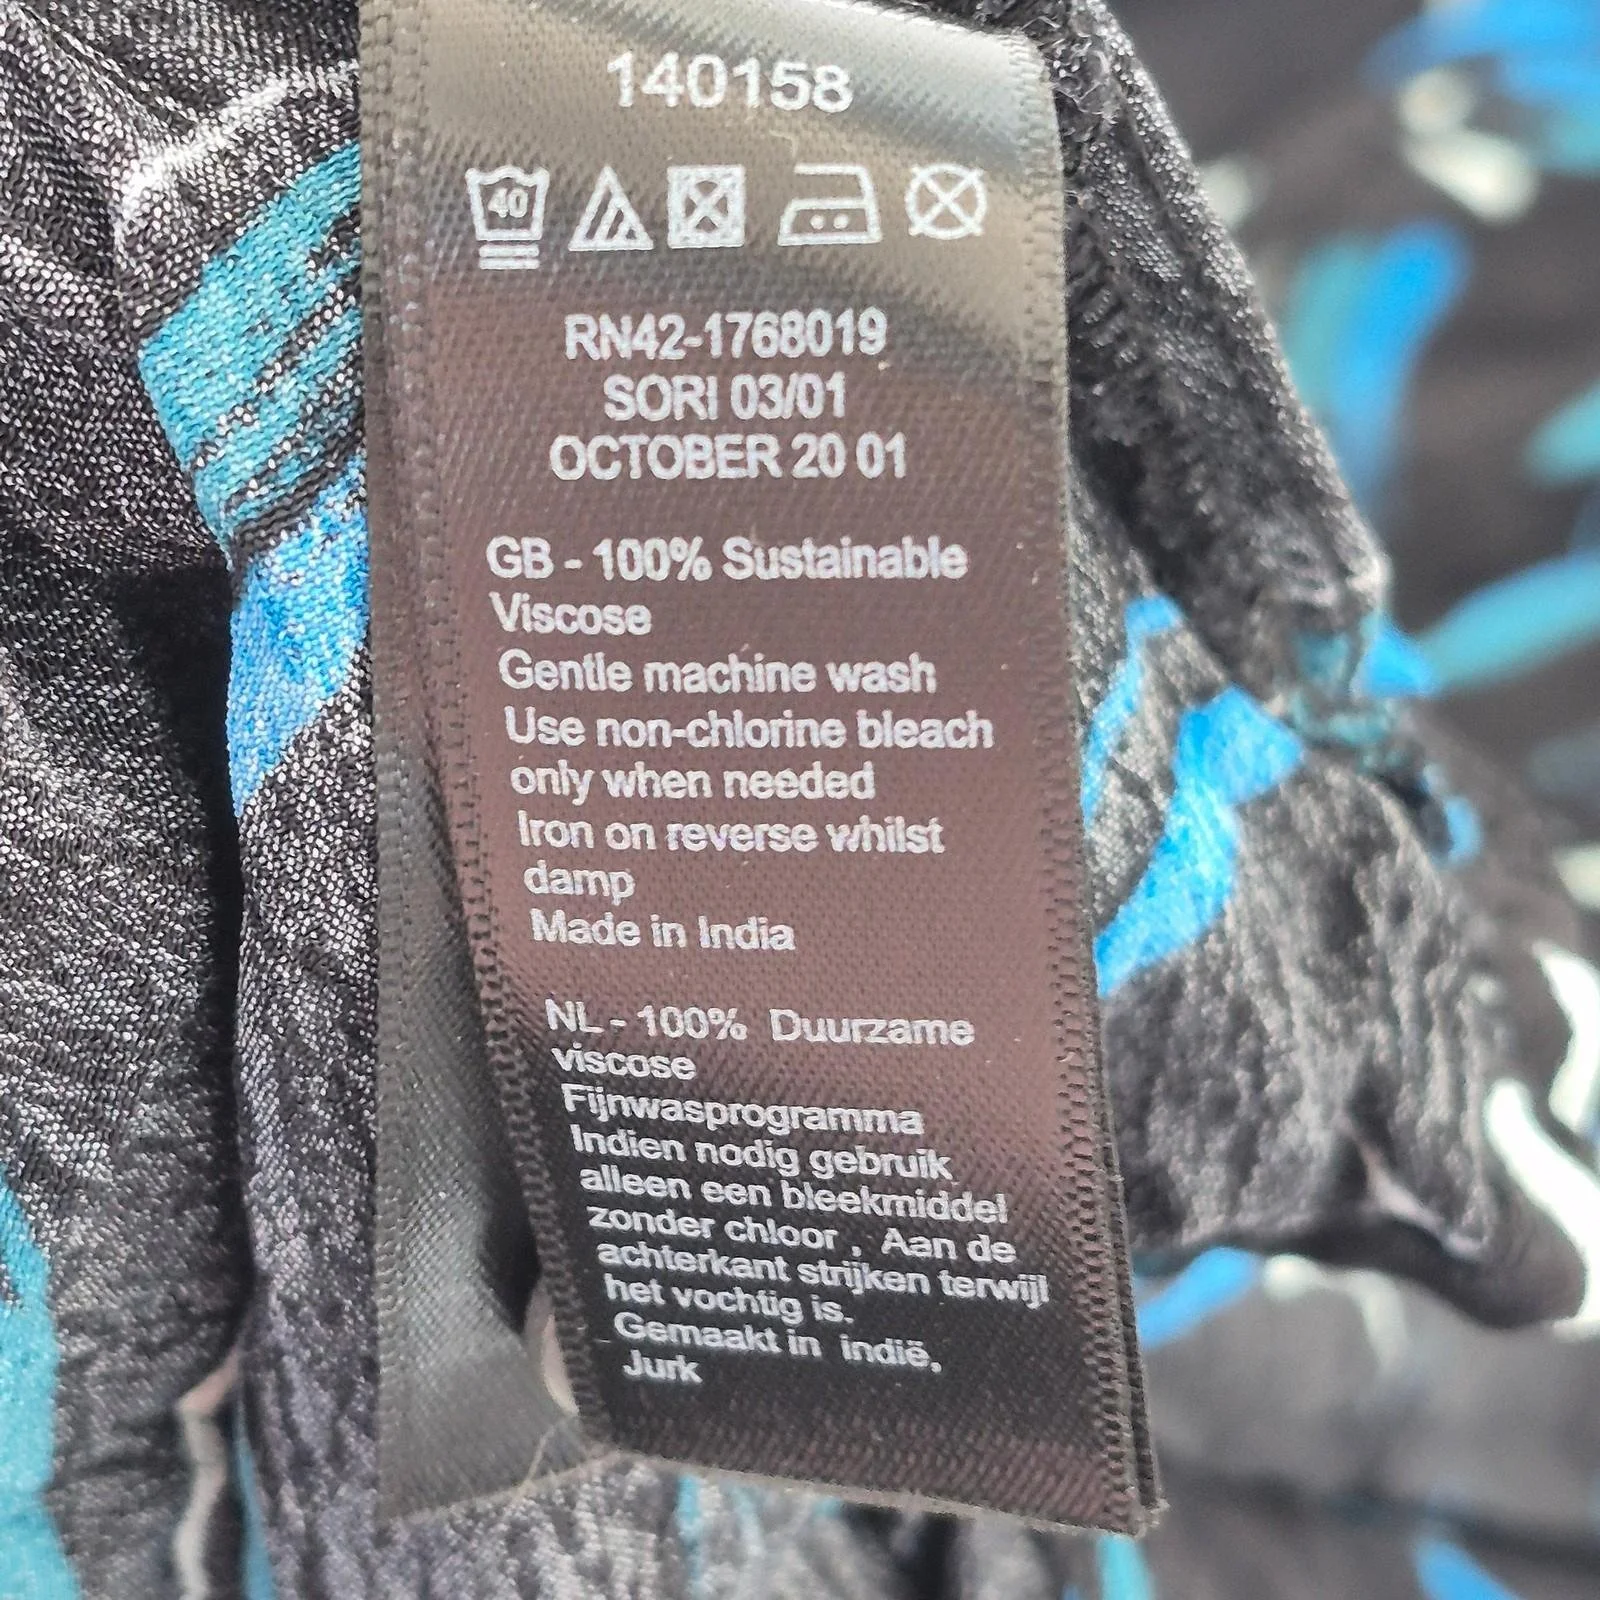 140158
40
RN42-1768019
SORI 03/01
OCTOBER 20 01
GB - 100% Sustainable
Viscose
Gentle machine wash
Use non-chlorine bleach
only when needed
Iron on reverse whilst
damp
Made in India
NL - 100% Duurzame
viscose
Fijnwasprogramma
Indien nodig gebruik
alleen een bleekmiddel
zonder chloor , Aan de
achterkant strijken terwijl
het vochtig is.
Gemaakt in indië,
Jurk